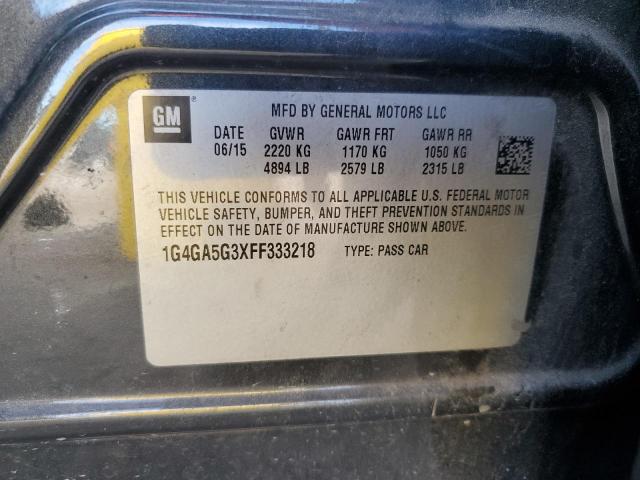 GM ® MFD BY GENERAL MOTORS LLC
DATE GVWR GAWR FRT GAWR RR
06/15 2220 KG 1170 KG 1050 KG
4894 LB 2579 LB 2315 LB
THIS VEHICLE CONFORMS TO ALL APPLICABLE U.S. FEDERAL MOTOR
VEHICLE SAFETY, BUMPER, AND THEFT PREVENTION STANDARDS IN
EFFECT ON THE DATE OF MANUFACTURE SHOWN ABOVE.
1G4GA5G3XFF333218 TYPE: PASS CAR